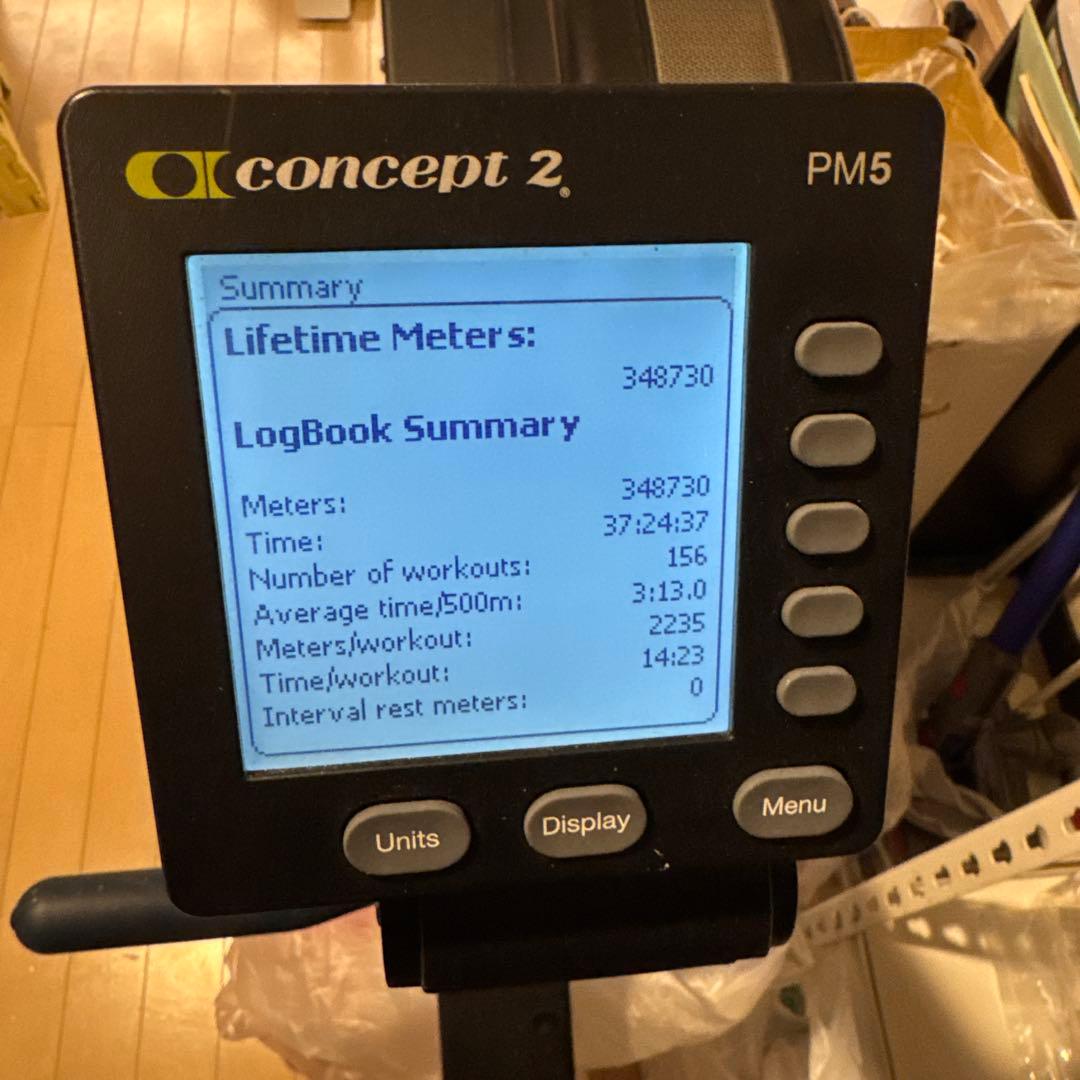 concept 2®
PM5
Summary
Lifetime Meters:
348730
LogBook Summary
Meters: 348730
Time: 37:24:37
Number of workouts: 156
Average time/500m: 3:13.0
Meters/workout: 2235
Time/workout: 14:23
Interval rest meters: 0
Units
Display
Menu